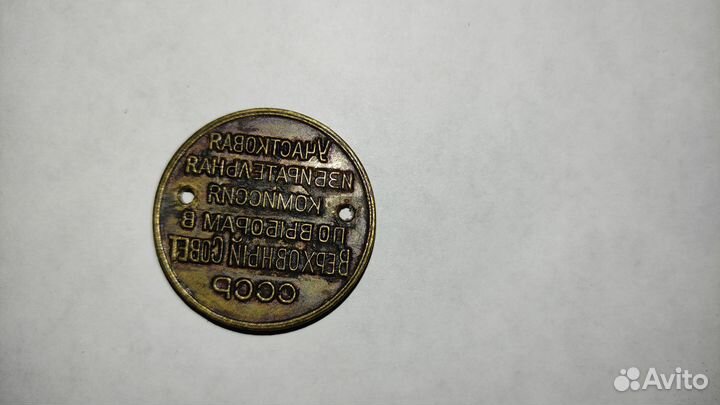 УЧАСТКОВАЯ
ИЗБИРАТЕЛЬНАЯ
КОМИССИЯ
ПО ВЫБОРАМ В
ВЕРХОВНЫЙ СОВЕТ
СССР
Avito